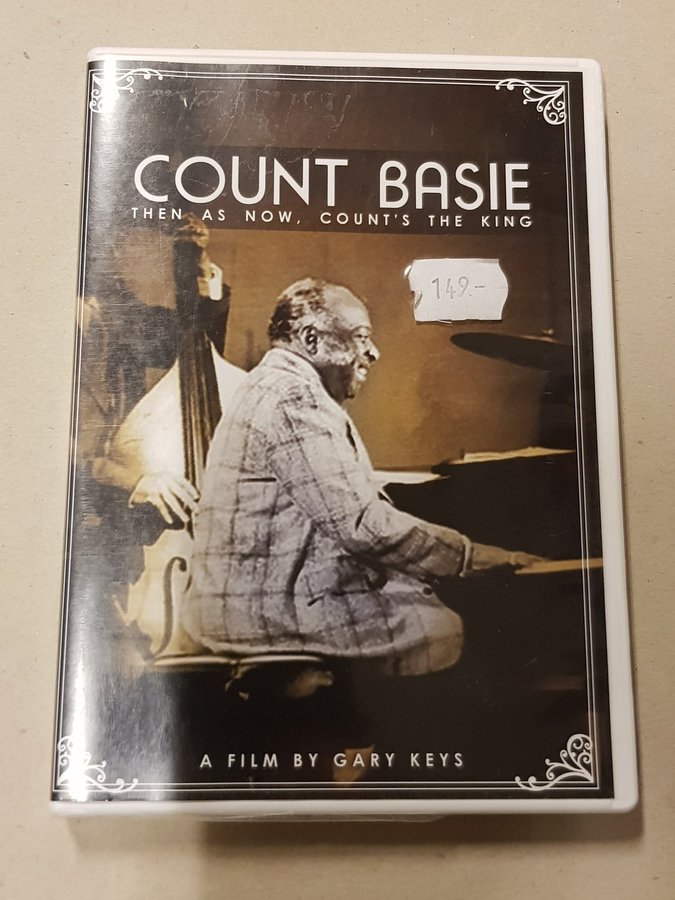 COUNT BASIE
THEN AS NOW, COUNT'S THE KING
149.-
A FILM BY GARY KEYS